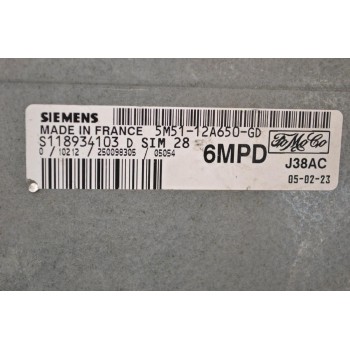 SIEMENS
MADE IN FRANCE 5M51-12A650-GD
S118934103 D SIM 28
0 / 10212 / 250098305 / 05054
6MPD
FoMoCo
J38AC
05-02-23